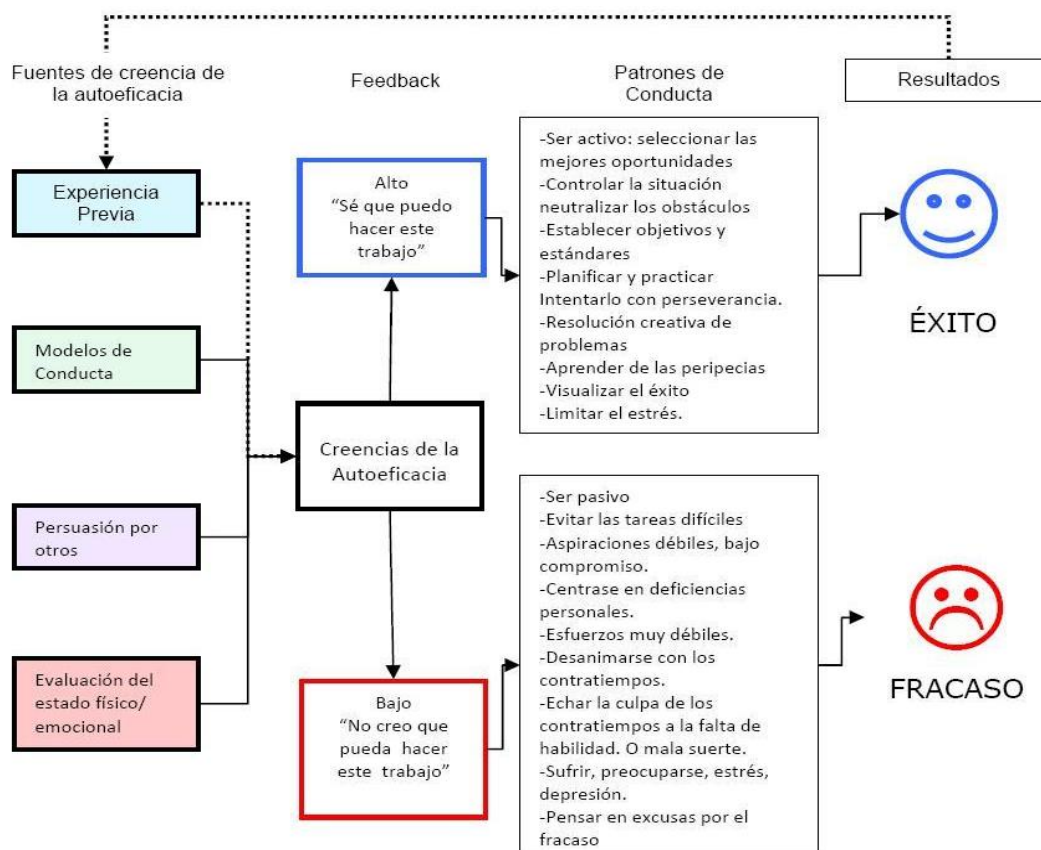 Fuentes de creencia de
la autoeficacia
Feedback
Patrones de
Conducta
Resultados
Experiencia
Previa
Modelos de
Conducta
Persuasión por
otros
Evaluación del
estado físico/
emocional
Alto
“Sé que puedo
hacer este
trabajo”
Creencias de la
Autoeficacia
Bajo
“No creo que
pueda hacer
este trabajo”
-Ser activo: seleccionar las
mejores oportunidades
-Controlar la situación
neutralizar los obstáculos
-Establecer objetivos y
estándares
-Planificar y practicar
Intentarlo con perseverancia.
-Resolución creativa de
problemas
-Aprender de las peripecias
-Visualizar el éxito
-Limitar el estrés.
-Ser pasivo
-Evitar las tareas difíciles
-Aspiraciones débiles, bajo
compromiso.
-Centrase en deficiencias
personales.
-Esfuerzos muy débiles.
-Desanimarse con los
contratiempos.
-Echar la culpa de los
contratiempos a la falta de
habilidad. O mala suerte.
-Sufrir, preocuparse, estrés,
depresión.
-Pensar en excusas por el
fracaso
ÉXITO
FRACASO